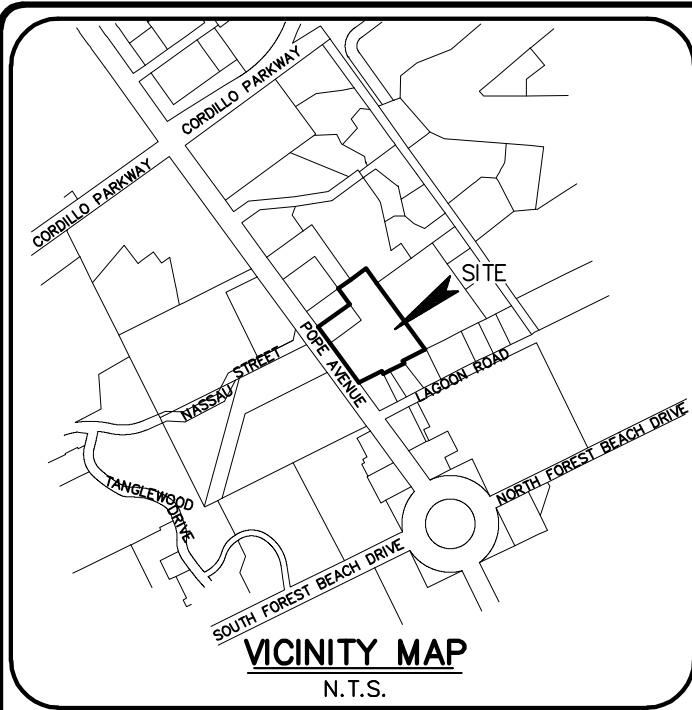 CORDILLO PARKWAY
CORDILLO PARKWAY
SITE
POPE AVENUE
NASSAU STREET
LAGOON ROAD
TANGLEWOOD
DRIVE
NORTH FOREST BEACH DRIVE
SOUTH FOREST BEACH DRIVE
VICINITY MAP
N.T.S.